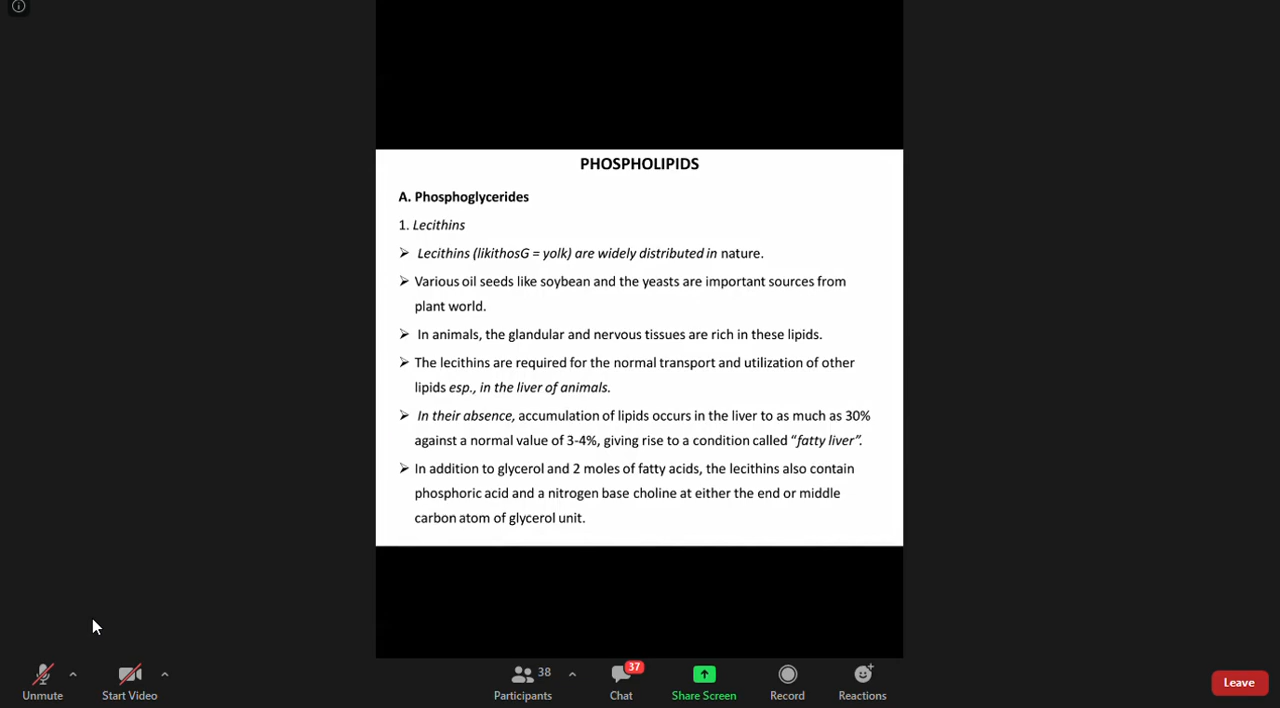 PHOSPHOLIPIDS
A. Phosphoglycerides
1. Lecithins
➢ Lecithins (likithosG = yolk) are widely distributed in nature.
➢ Various oil seeds like soybean and the yeasts are important sources from
plant world.
➢ In animals, the glandular and nervous tissues are rich in these lipids.
➢ The lecithins are required for the normal transport and utilization of other
lipids esp., in the liver of animals.
➢ In their absence, accumulation of lipids occurs in the liver to as much as 30%
against a normal value of 3-4%, giving rise to a condition called “fatty liver”.
➢ In addition to glycerol and 2 moles of fatty acids, the lecithins also contain
phosphoric acid and a nitrogen base choline at either the end or middle
carbon atom of glycerol unit.
38
37
Unmute
Start Video
Participants
Chat
Share Screen
Record
Reactions
Leave